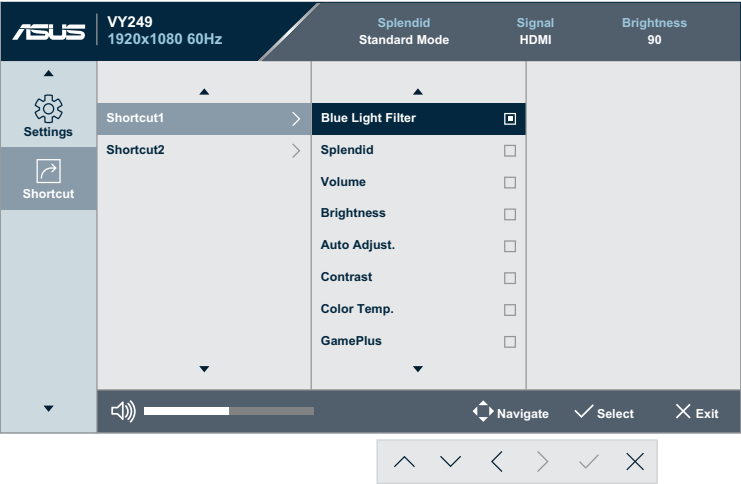 ASUS
VY249
1920x1080 60Hz
Splendid
Standard Mode
Signal
HDMI
Brightness
90
Settings
Shortcut
Shortcut1
Shortcut2
Blue Light Filter
Splendid
Volume
Brightness
Auto Adjust.
Contrast
Color Temp.
GamePlus
Navigate
Select
Exit